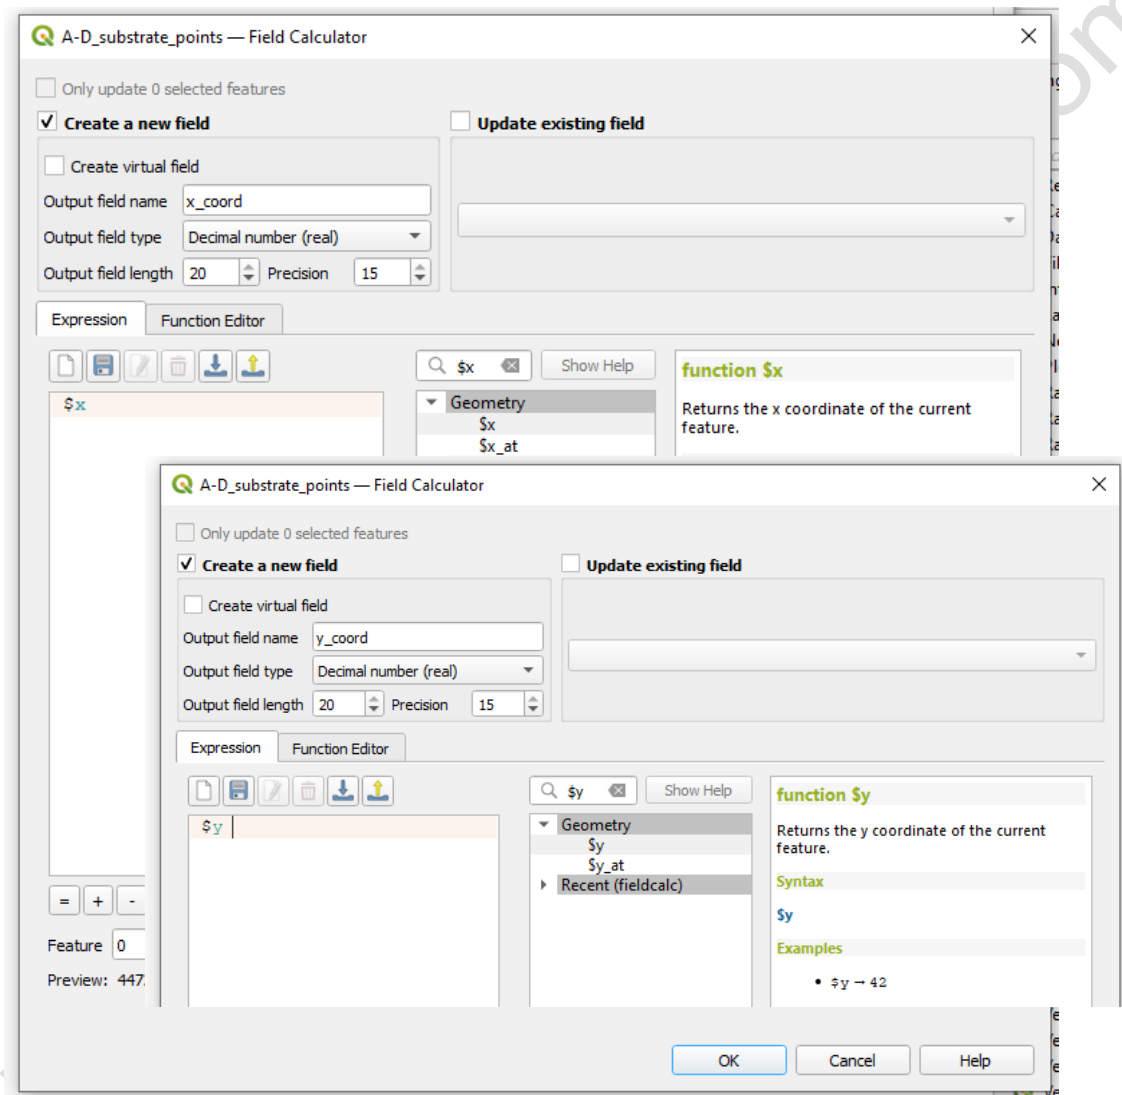 A-D_substrate_points — Field Calculator
Only update 0 selected features
Create a new field
Update existing field
Create virtual field
Output field name x_coord
Output field type Decimal number (real)
Output field length 20 Precision 15
Expression Function Editor
$x Show Help
function $x
$x
Geometry
$x
$x_at
Returns the x coordinate of the current
feature.
= + -
Feature 0
Preview: 447
A-D_substrate_points — Field Calculator
Only update 0 selected features
Create a new field
Update existing field
Create virtual field
Output field name y_coord
Output field type Decimal number (real)
Output field length 20 Precision 15
Expression Function Editor
$y Show Help
function $y
$y
Geometry
$y
$y_at
Recent (fieldcalc)
Returns the y coordinate of the current
feature.
Syntax
$y
Examples
• $y → 42
OK Cancel Help